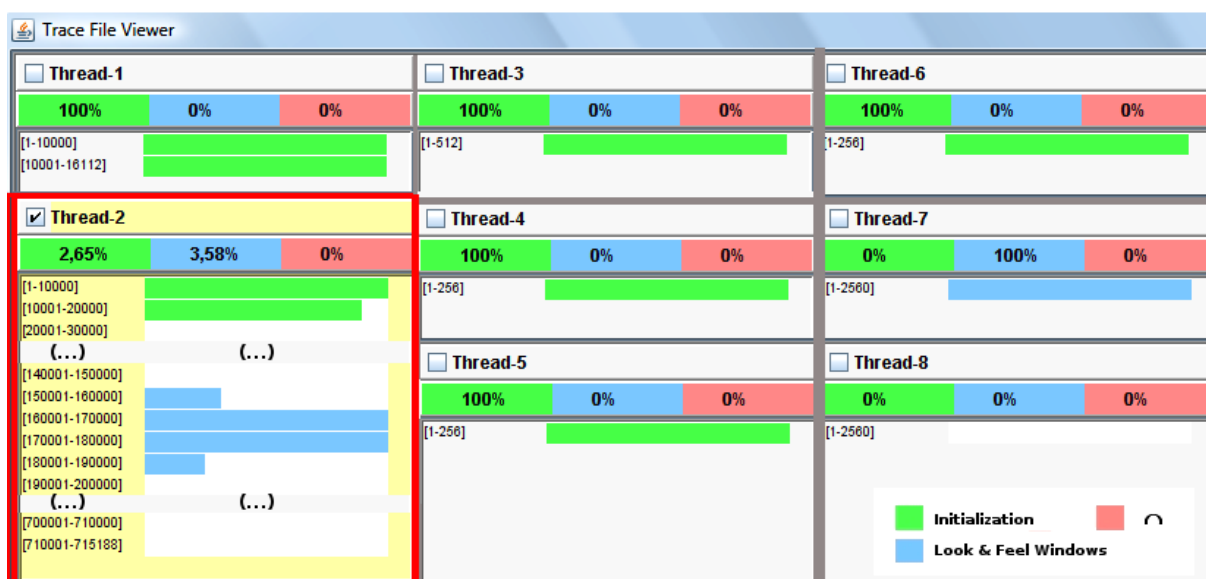 Trace File Viewer
Thread-1
100% 0% 0%
[1-10000]
[10001-16112]
Thread-2
2,65% 3,58% 0%
[1-10000]
[10001-20000]
[20001-30000]
(...) (...)
[140001-150000]
[150001-160000]
[160001-170000]
[170001-180000]
[180001-190000]
[190001-200000]
(...) (...)
[700001-710000]
[710001-715188]
Thread-3
100% 0% 0%
[1-512]
Thread-4
100% 0% 0%
[1-256]
Thread-5
100% 0% 0%
[1-256]
Thread-6
100% 0% 0%
[1-256]
Thread-7
0% 100% 0%
[1-2560]
Thread-8
0% 0% 0%
[1-2560]
Initialization ∩
Look & Feel Windows